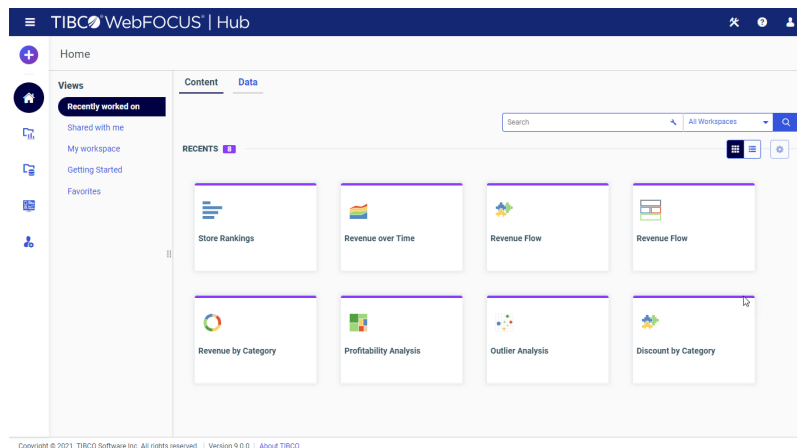 TIBCO® WebFOCUS® | Hub
Home
Views
Content Data
Recently worked on
Shared with me
My workspace
Getting Started
Favorites
Search
All Workspaces
RECENTS 8
Store Rankings
Revenue over Time
Revenue Flow
Revenue Flow
Revenue by Category
Profitability Analysis
Outlier Analysis
Discount by Category
Copyright © 2021, TIBCO Software Inc. All rights reserved. | Version 9.0.0 | About TIBCO